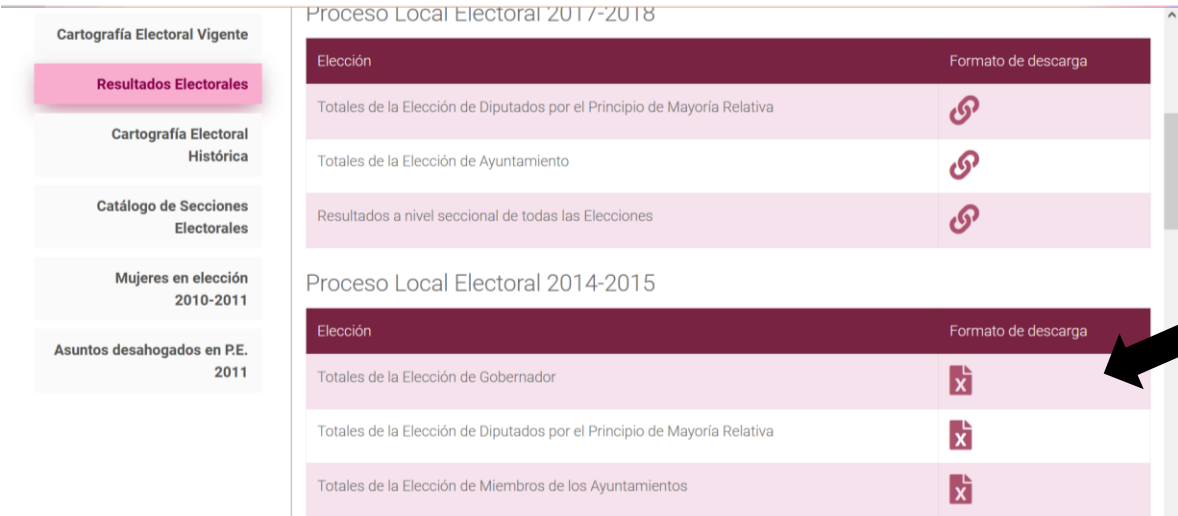 Cartografía Electoral Vigente
Resultados Electorales
Cartografía Electoral
Histórica
Catálogo de Secciones
Electorales
Mujeres en elección
2010-2011
Asuntos desahogados en P.E.
2011
Proceso Local Electoral 2017-2018
Elección Formato de descarga
Totales de la Elección de Diputados por el Principio de Mayoría Relativa
Totales de la Elección de Ayuntamiento
Resultados a nivel seccional de todas las Elecciones
Proceso Local Electoral 2014-2015
Elección Formato de descarga
Totales de la Elección de Gobernador
Totales de la Elección de Diputados por el Principio de Mayoría Relativa
Totales de la Elección de Miembros de los Ayuntamientos